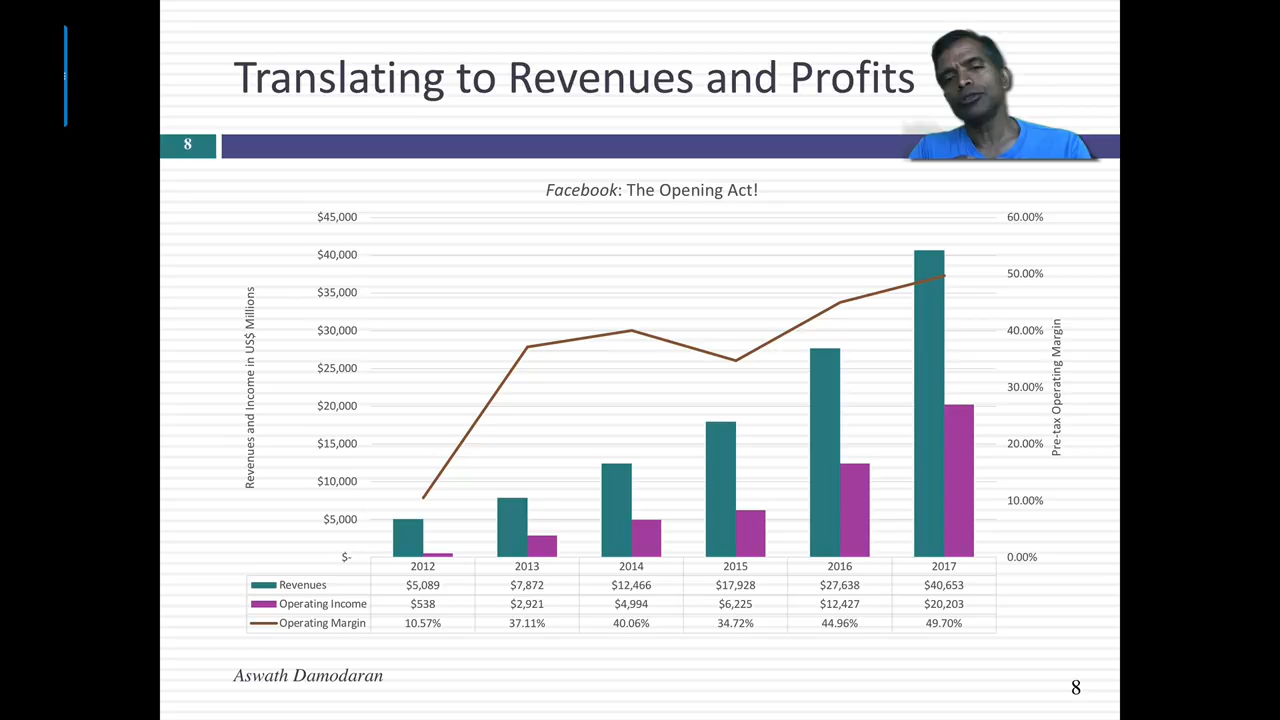 Translating to Revenues and Profits
8
Facebook: The Opening Act!
$45,000
$40,000
$35,000
$30,000
$25,000
$20,000
$15,000
$10,000
$5,000
$-
Revenues and Income in US$ Millions
60.00%
50.00%
40.00%
30.00%
20.00%
10.00%
0.00%
Pre-tax Operating Margin
2012 2013 2014 2015 2016 2017
Revenues $5,089 $7,872 $12,466 $17,928 $27,638 $40,653
Operating Income $538 $2,921 $4,994 $6,225 $12,427 $20,203
Operating Margin 10.57% 37.11% 40.06% 34.72% 44.96% 49.70%
Aswath Damodaran
8